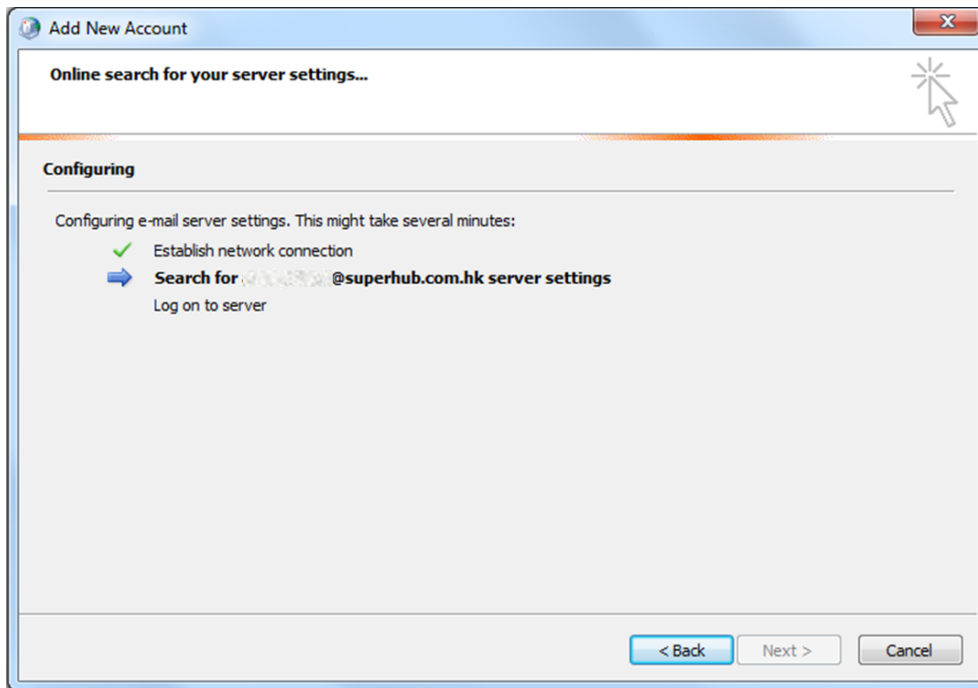 Add New Account
Online search for your server settings...
Configuring
Configuring e-mail server settings. This might take several minutes:
Establish network connection
Search for @superhub.com.hk server settings
Log on to server
< Back Next > Cancel